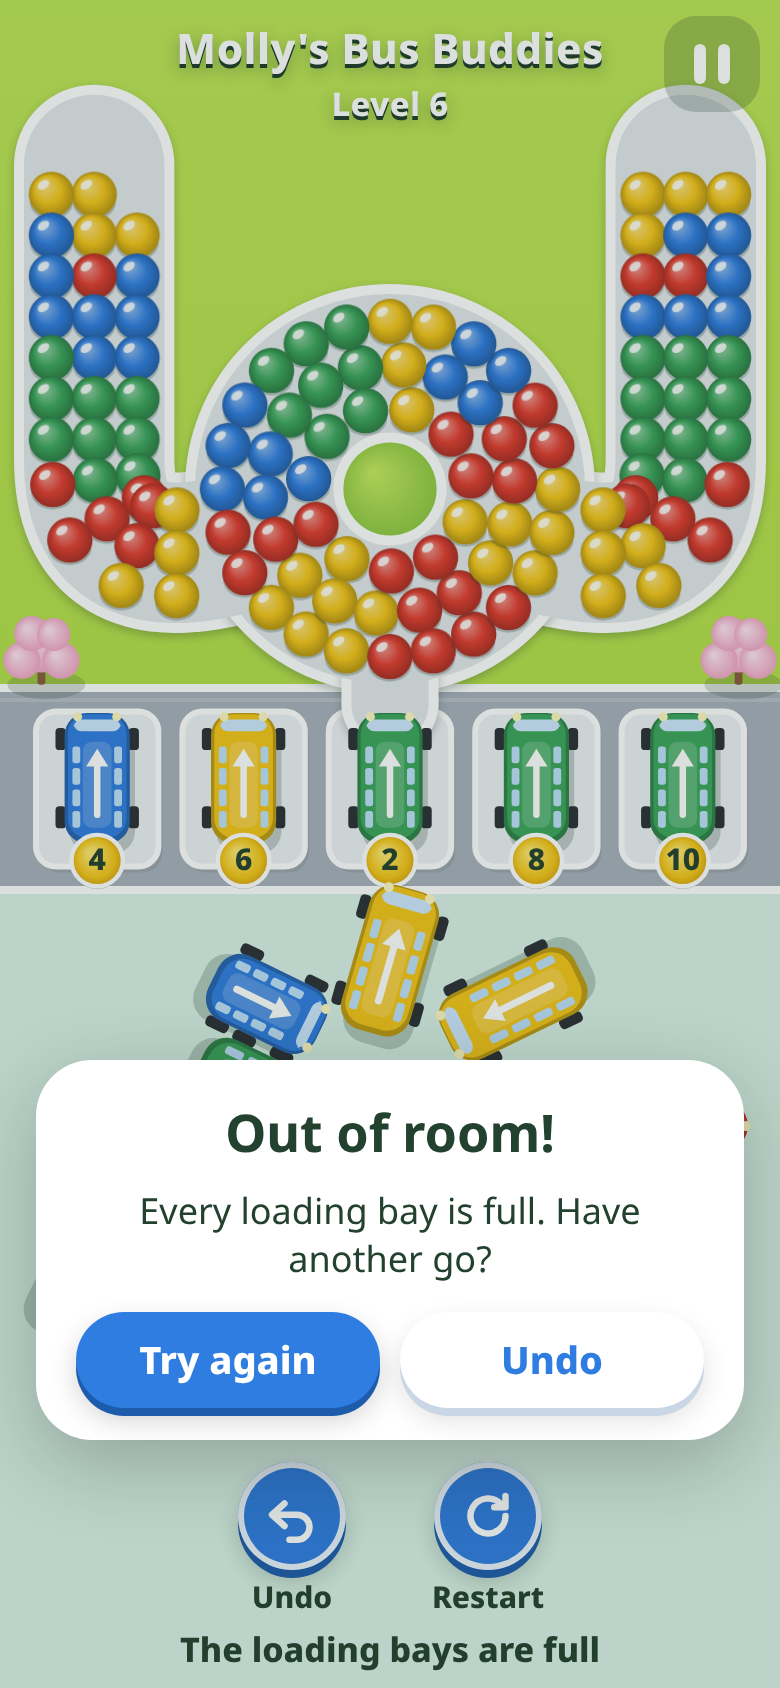 Molly's Bus Buddies
Level 6
4 6 2 8 10
Out of room!
Every loading bay is full. Have
another go?
Try again Undo
Undo Restart
The loading bays are full